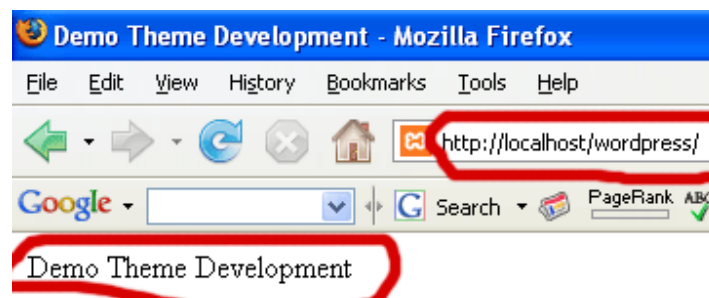 Demo Theme Development - Mozilla Firefox
File Edit View History Bookmarks Tools Help
http://localhost/wordpress/
Google G Search PageRank ABC
Demo Theme Development